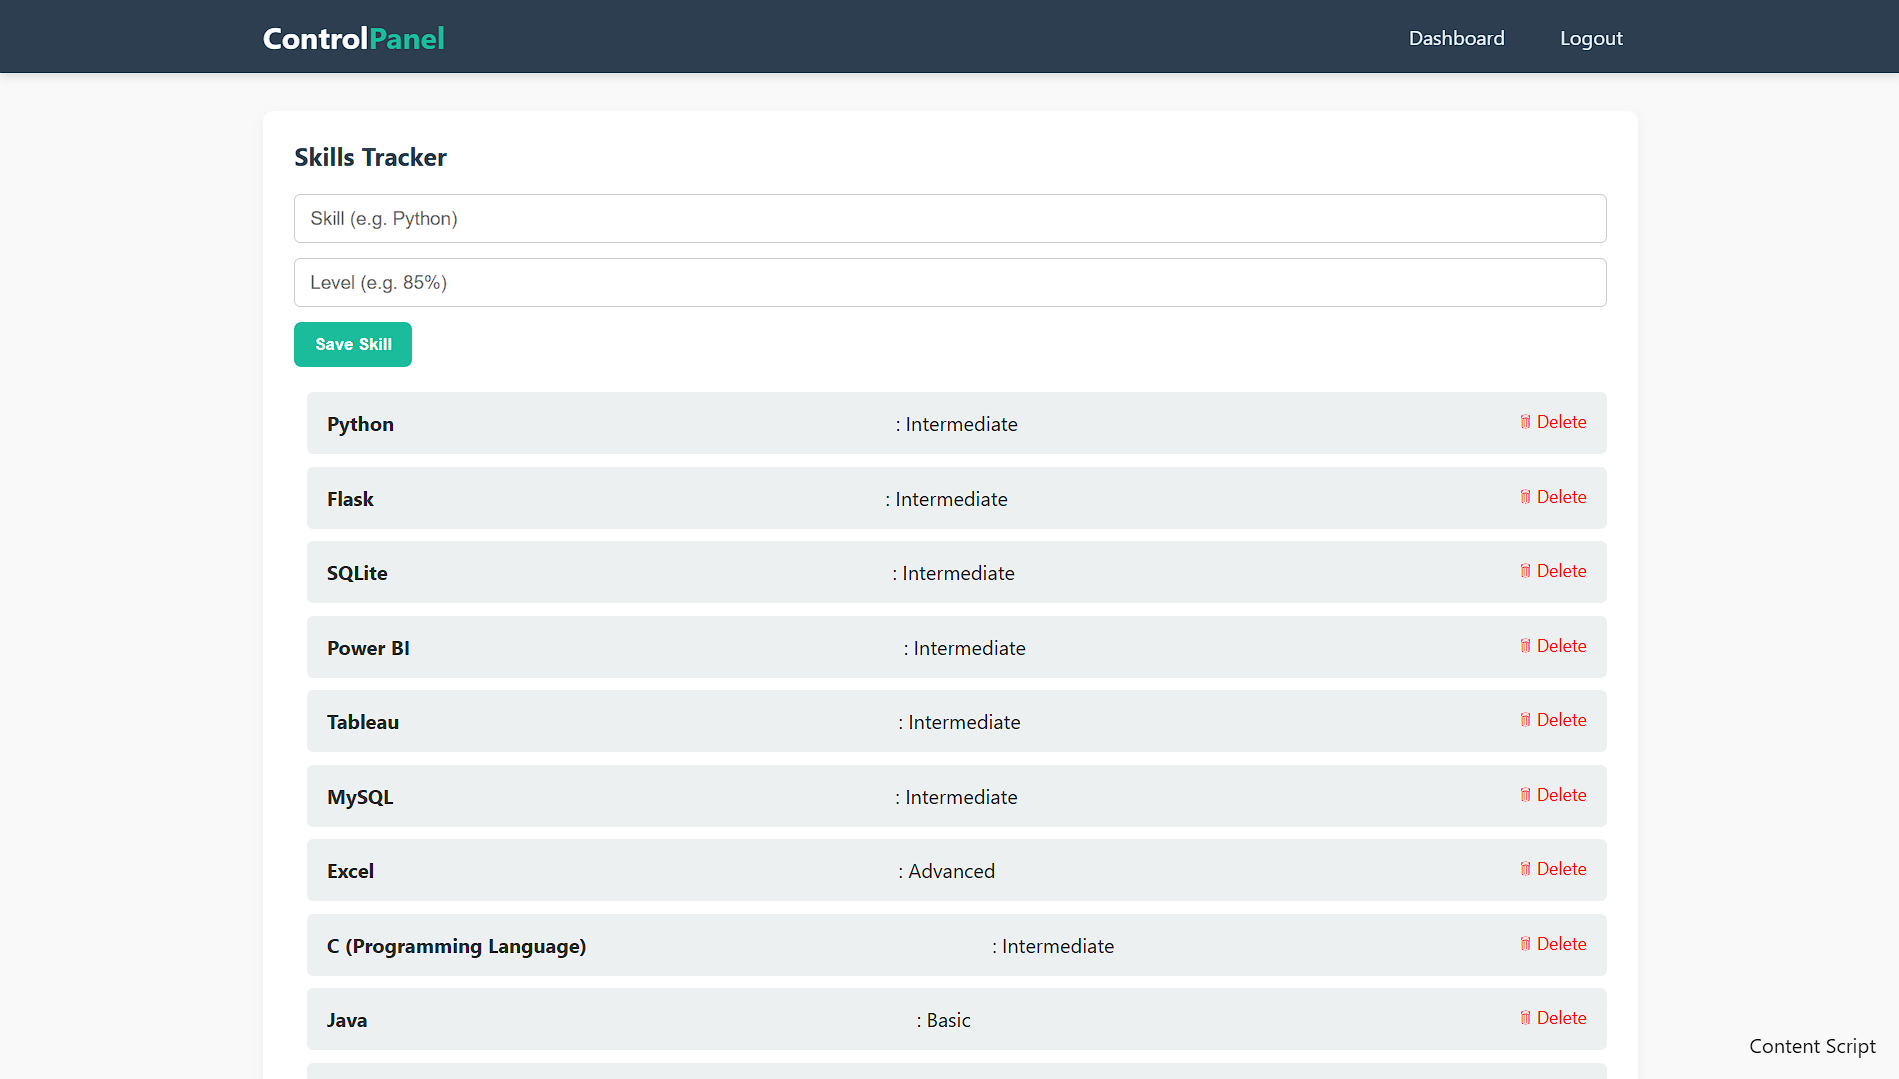 ControlPanel
Dashboard
Logout
Skills Tracker
Skill (e.g. Python)
Level (e.g. 85%)
Save Skill
Python : Intermediate Delete
Flask : Intermediate Delete
SQLite : Intermediate Delete
Power BI : Intermediate Delete
Tableau : Intermediate Delete
MySQL : Intermediate Delete
Excel : Advanced Delete
C (Programming Language) : Intermediate Delete
Java : Basic Delete
Content Script